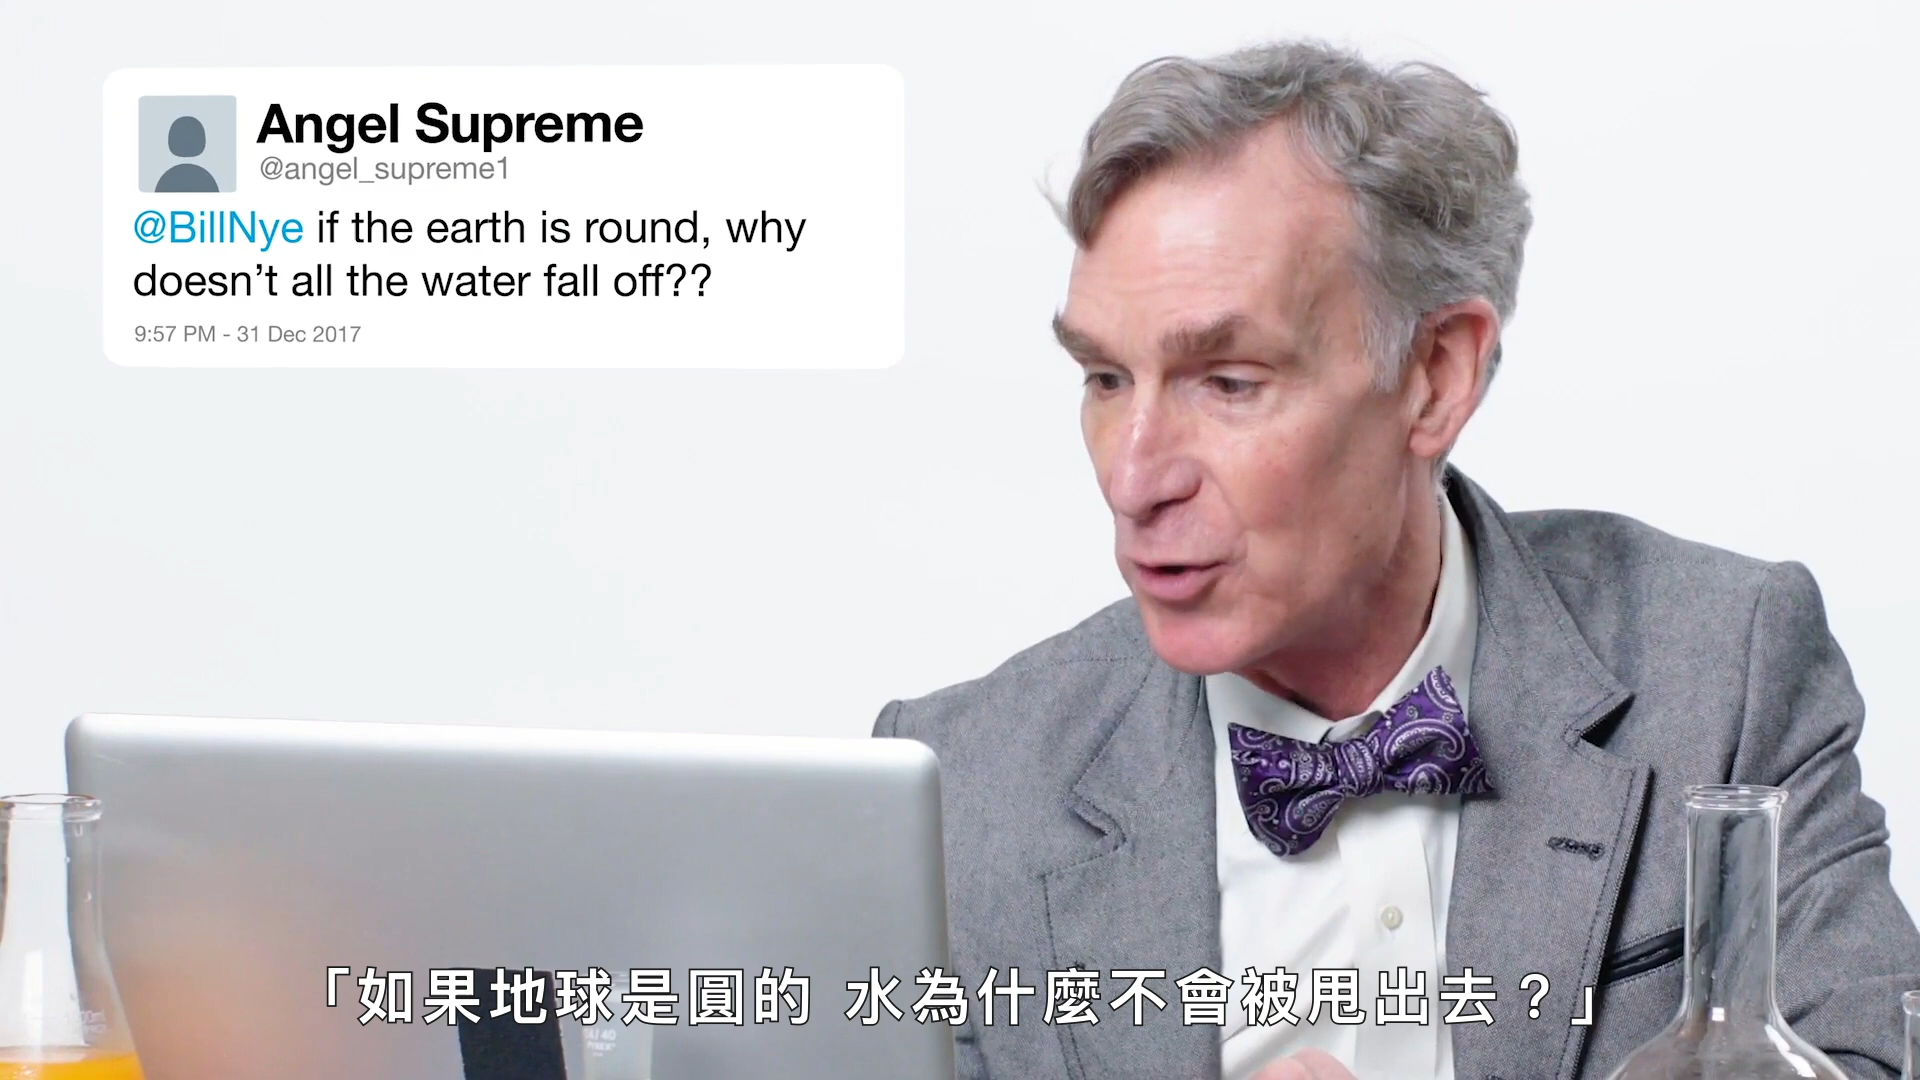 Angel Supreme
@angel_supreme1
@BillNye if the earth is round, why
doesn’t all the water fall off??
9:57 PM - 31 Dec 2017
PYREX
「如果地球是圓的 水為什麼不會被甩出去？」